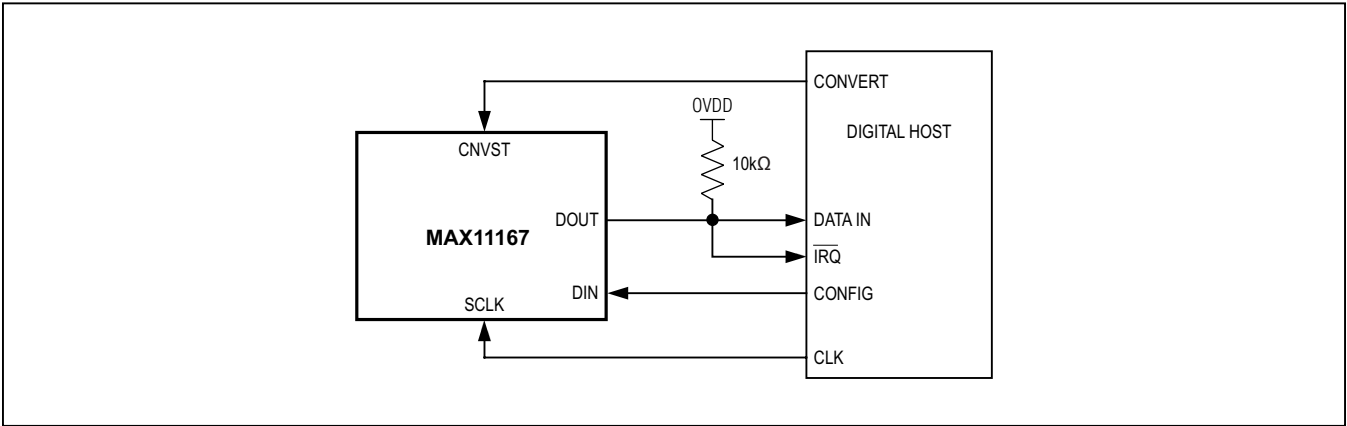 CONVERT
OVDD
DIGITAL HOST
CNVST
10kΩ
DOUT
DATA IN
MAX11167
IRQ
DIN
CONFIG
SCLK
CLK